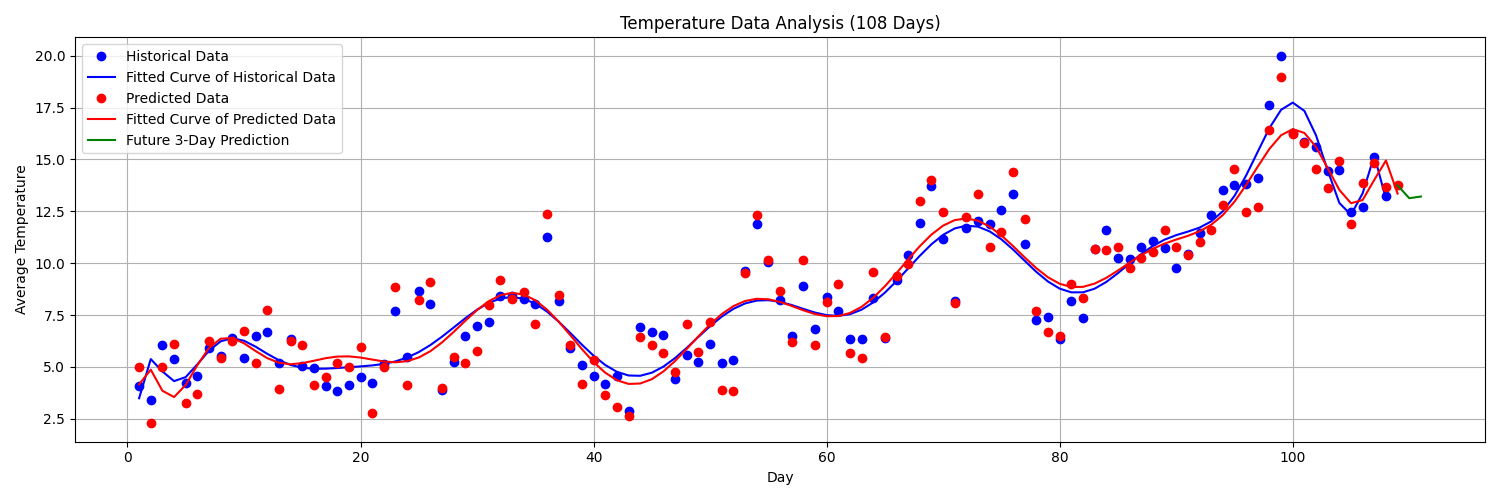 Temperature Data Analysis (108 Days)
Historical Data
Fitted Curve of Historical Data
Predicted Data
Fitted Curve of Predicted Data
Future 3-Day Prediction
Average Temperature
20.0
17.5
15.0
12.5
10.0
7.5
5.0
2.5
0 20 40 60 80 100
Day